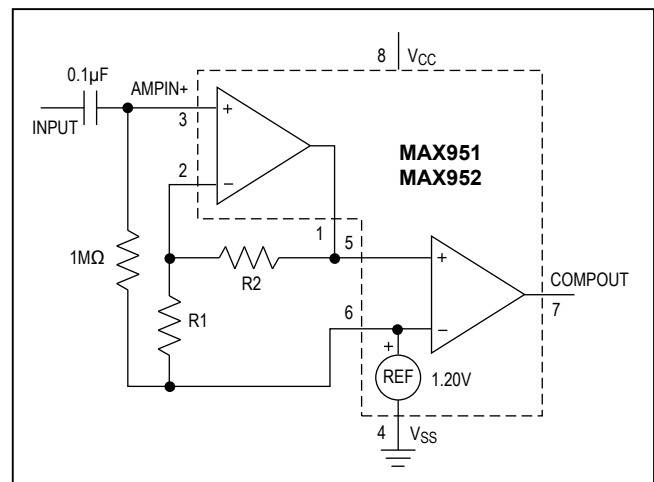 8 VCC
0.1µF
AMPIN+
INPUT
3
+
MAX951
MAX952
2
−
1
5
+
1MΩ
R2
COMPOUT
7
R1
6
−
+
REF
1.20V
4 VSS